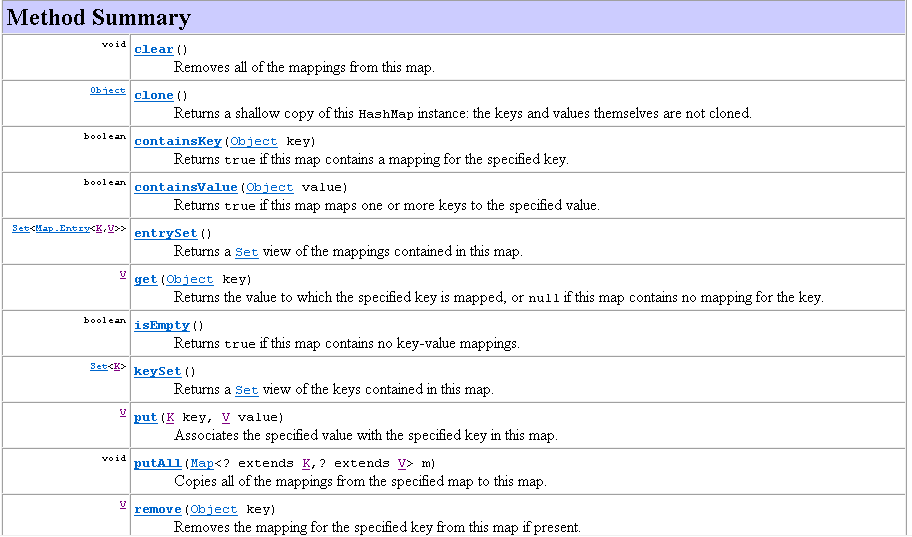 Method Summary
void clear()
Removes all of the mappings from this map.
Object clone()
Returns a shallow copy of this HashMap instance: the keys and values themselves are not cloned.
boolean containsKey(Object key)
Returns true if this map contains a mapping for the specified key.
boolean containsValue(Object value)
Returns true if this map maps one or more keys to the specified value.
Set<Map.Entry<K,V>> entrySet()
Returns a Set view of the mappings contained in this map.
V get(Object key)
Returns the value to which the specified key is mapped, or null if this map contains no mapping for the key.
boolean isEmpty()
Returns true if this map contains no key-value mappings.
Set<K> keySet()
Returns a Set view of the keys contained in this map.
V put(K key, V value)
Associates the specified value with the specified key in this map.
void putAll(Map<? extends K,? extends V> m)
Copies all of the mappings from the specified map to this map.
V remove(Object key)
Removes the mapping for the specified key from this map if present.